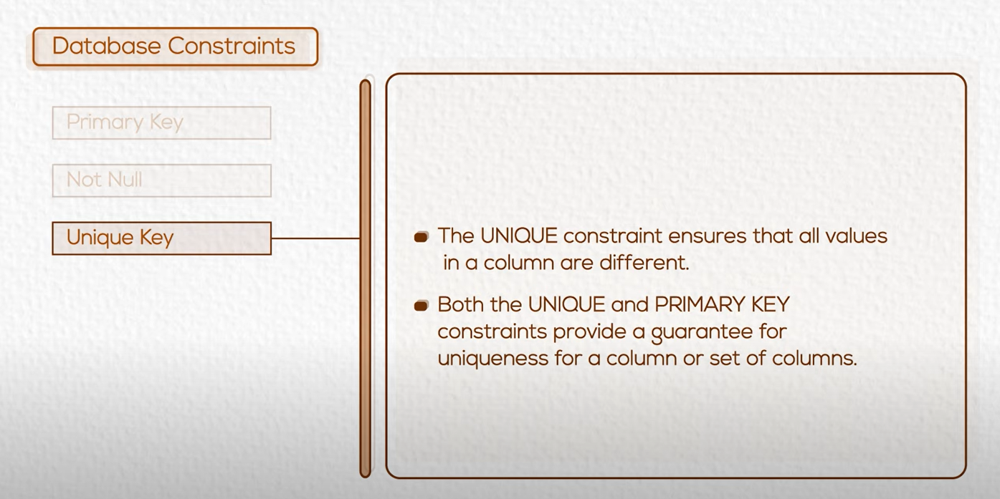 Database Constraints
Primary Key
Not Null
Unique Key
The UNIQUE constraint ensures that all values
in a column are different.
Both the UNIQUE and PRIMARY KEY
constraints provide a guarantee for
uniqueness for a column or set of columns.